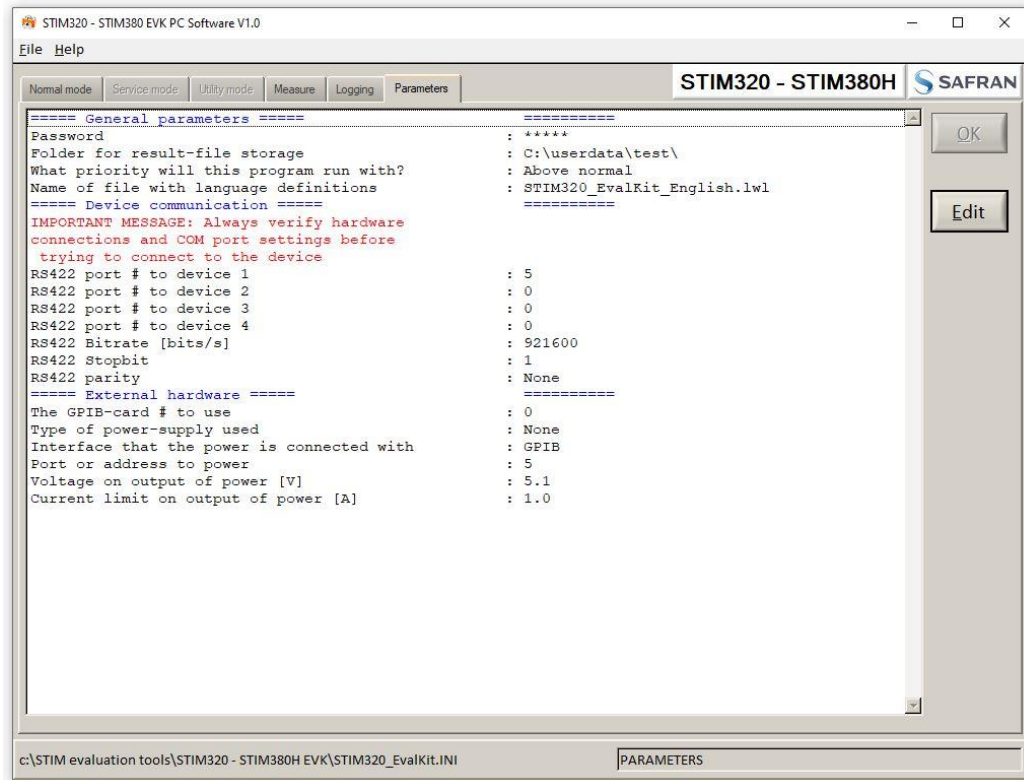 STIM320 - STIM380 EVK PC Software V1.0
File Help
Normal mode Service mode Utility mode Measure Logging Parameters
STIM320 - STIM380H SAFRAN
===== General parameters ===== ==========
Password : *****
Folder for result-file storage : C:\userdata\test\
What priority will this program run with? : Above normal
Name of file with language definitions : STIM320_EvalKit_English.lwl
===== Device communication ===== ==========
IMPORTANT MESSAGE: Always verify hardware
connections and COM port settings before
trying to connect to the device
RS422 port # to device 1 : 5
RS422 port # to device 2 : 0
RS422 port # to device 3 : 0
RS422 port # to device 4 : 0
RS422 Bitrate [bits/s] : 921600
RS422 Stopbit : 1
RS422 parity : None
===== External hardware ===== ==========
The GPIB-card # to use : 0
Type of power-supply used : None
Interface that the power is connected with : GPIB
Port or address to power : 5
Voltage on output of power [V] : 5.1
Current limit on output of power [A] : 1.0
OK
Edit
c:\STIM evaluation tools\STIM320 - STIM380H EVK\STIM320_EvalKit.INI PARAMETERS